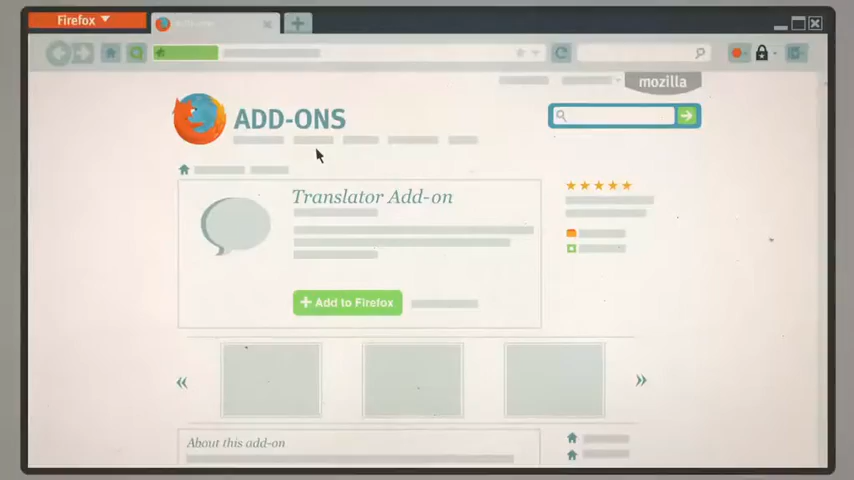 Firefox
mozilla
ADD-ONS
Translator Add-on
+ Add to Firefox
About this add-on